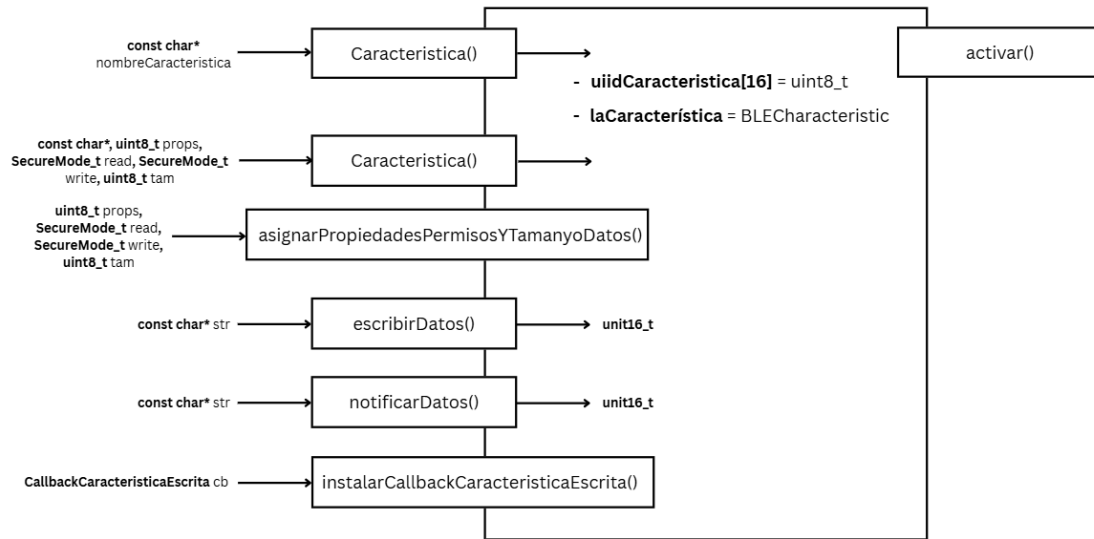 const char*
nombreCaracteristica
Caracteristica()
activar()
- uiidCaracteristica[16] = uint8_t
- laCaracterística = BLECharacteristic
const char*, uint8_t props,
SecureMode_t read, SecureMode_t
write, uint8_t tam
Caracteristica()
uint8_t props,
SecureMode_t read,
SecureMode_t write,
uint8_t tam
asignarPropiedadesPermisosYTamanyoDatos()
const char* str
escribirDatos()
unit16_t
const char* str
notificarDatos()
unit16_t
CallbackCaracteristicaEscrita cb
instalarCallbackCaracteristicaEscrita()